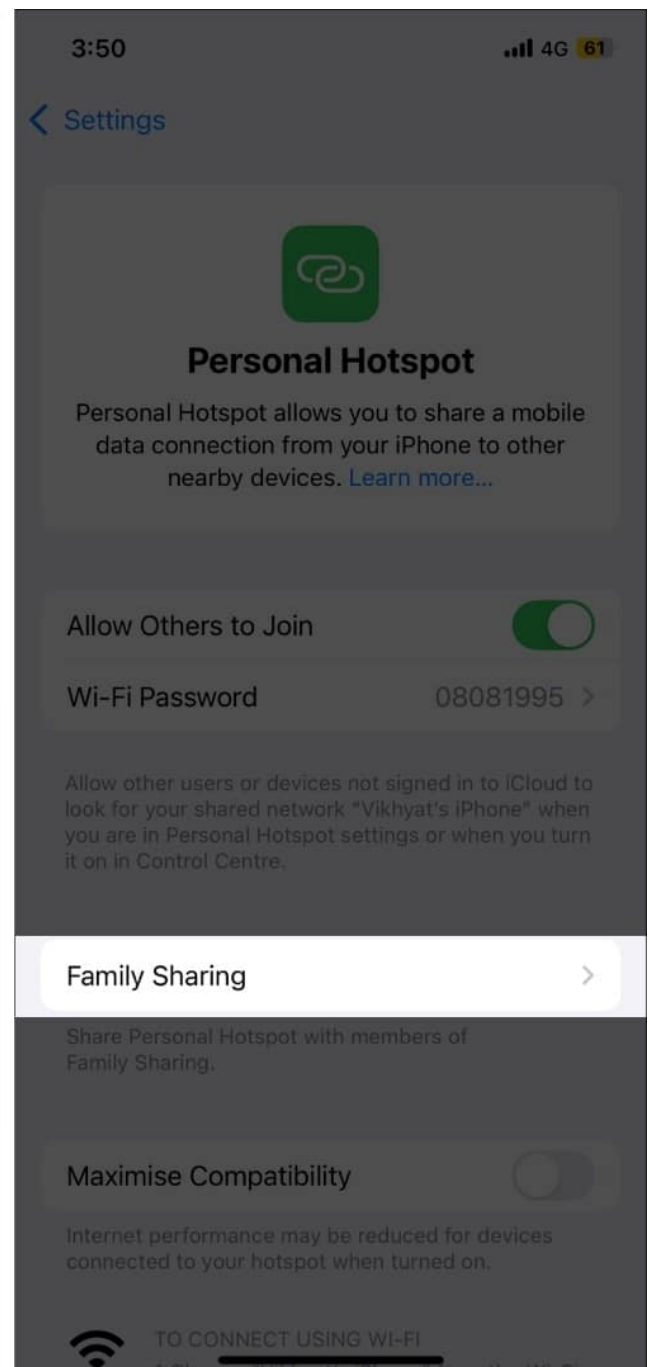 3:50 4G 61
Settings
Personal Hotspot
Personal Hotspot allows you to share a mobile
data connection from your iPhone to other
nearby devices. Learn more...
Allow Others to Join
Wi-Fi Password 08081995
Allow other users or devices not signed in to iCloud to
look for your shared network "Vikhyat's iPhone" when
you are in Personal Hotspot settings or when you turn
it on in Control Centre.
Family Sharing
Share Personal Hotspot with members of
Family Sharing.
Maximise Compatibility
Internet performance may be reduced for devices
connected to your hotspot when turned on.
TO CONNECT USING WI-FI